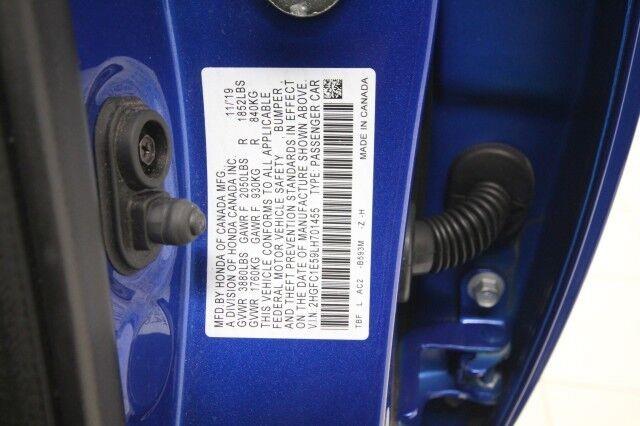 MFD.BY HONDA OF CANADA MFG. 11/19
A DIVISION OF HONDA CANADA INC.
GVWR 3880LBS GAWR F 2050LBS R 1852LBS
GVWR 1760KG GAWR F 930KG R 840KG
THIS VEHICLE CONFORMS TO ALL APPLICABLE
FEDERAL MOTOR VEHICLE SAFETY, BUMPER,
AND THEFT PREVENTION STANDARDS IN EFFECT
ON THE DATE OF MANUFACTURE SHOWN ABOVE.
V.I.N. 2HGFC1E59LH701455 TYPE: PASSENGER CAR
TBF L AC2 -B593M -Z -H MADE IN CANADA